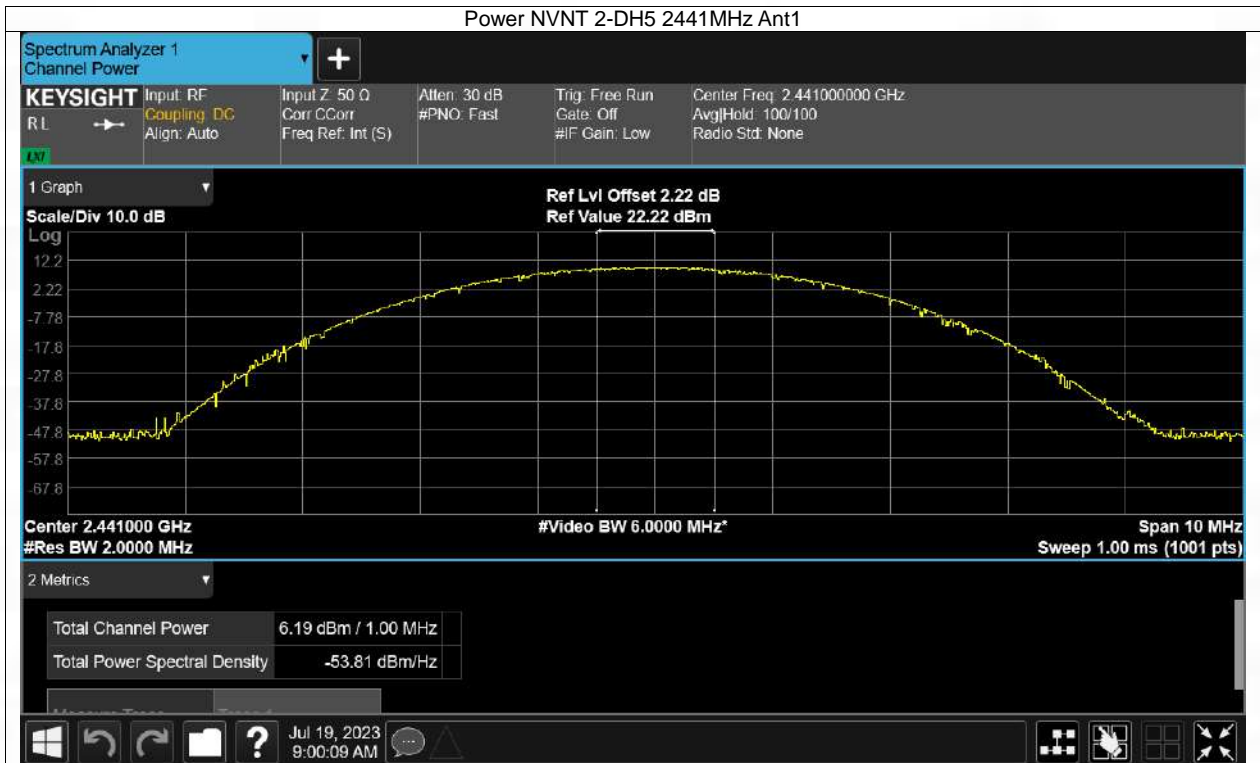 Power NVNT 2-DH5 2441MHz Ant1
Spectrum Analyzer 1
Channel Power
KEYSIGHT Input: RF Input Z: 50 Ω Atten: 30 dB Trig: Free Run Center Freq: 2.441000000 GHz
RL Coupling: DC Corr CCorr #PNO: Fast Gate: Off Avg|Hold: 100/100
Align: Auto Freq Ref: Int (S) #IF Gain: Low Radio Std: None
LXI
1 Graph
Ref Lvl Offset 2.22 dB
Scale/Div 10.0 dB Ref Value 22.22 dBm
Log
12.2
2.22
-7.78
-17.8
-27.8
-37.8
-47.8
-57.8
-67.8
Center 2.441000 GHz #Video BW 6.0000 MHz* Span 10 MHz
#Res BW 2.0000 MHz Sweep 1.00 ms (1001 pts)
2 Metrics
Total Channel Power 6.19 dBm / 1.00 MHz
Total Power Spectral Density -53.81 dBm/Hz
? Jul 19, 2023
9:00:09 AM